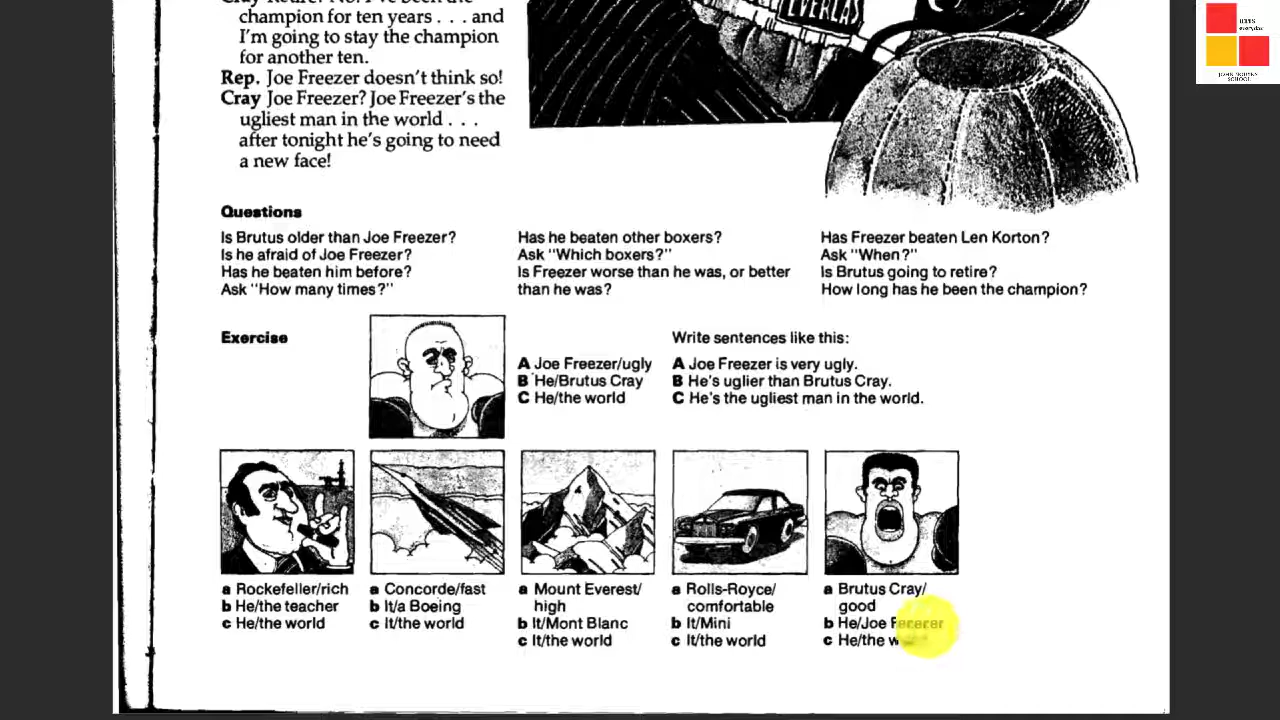 champion for ten years . . . and
I'm going to stay the champion
for another ten.
Rep. Joe Freezer doesn't think so!
Cray Joe Freezer? Joe Freezer's the
ugliest man in the world . . .
after tonight he's going to need
a new face!
EVERLAS
Questions
Is Brutus older than Joe Freezer?
Is he afraid of Joe Freezer?
Has he beaten him before?
Ask "How many times?"
Has he beaten other boxers?
Ask "Which boxers?"
Is Freezer worse than he was, or better
than he was?
Has Freezer beaten Len Korton?
Ask "When?"
Is Brutus going to retire?
How long has he been the champion?
Exercise
A Joe Freezer/ugly
B He/Brutus Cray
C He/the world
Write sentences like this:
A Joe Freezer is very ugly.
B He's uglier than Brutus Cray.
C He's the ugliest man in the world.
a Rockefeller/rich
b He/the teacher
c He/the world
a Concorde/fast
b It/a Boeing
c It/the world
a Mount Everest/
high
b It/Mont Blanc
c It/the world
a Rolls-Royce/
comfortable
b It/Mini
c It/the world
a Brutus Cray/
good
b He/Joe
c He/the
SCHOOL